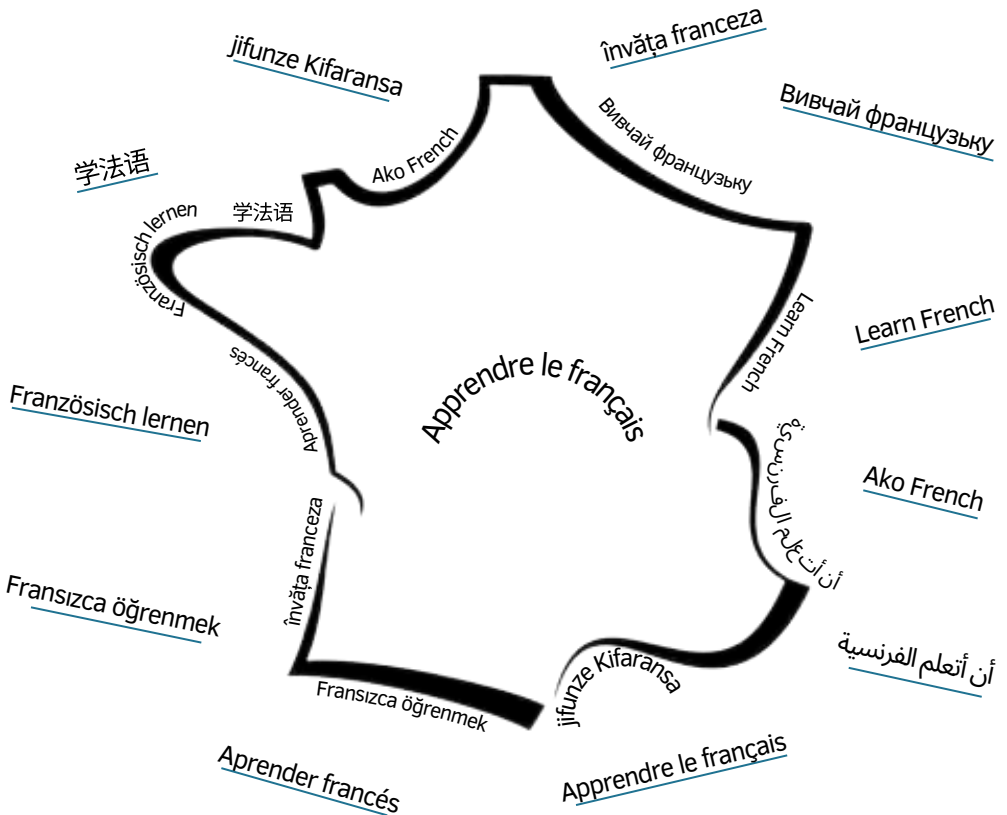 jifunze Kifaransa
învăța franceza
Вивчай французьку
Ako French
Вивчай французьку
学法语
学法语
Französisch lernen
Learn French
Learn French
Aprender francés
Apprendre le français
Französisch lernen
أن أتعلم الفرنسية
Ako French
învăța franceza
Fransızca öğrenmek
أن أتعلم الفرنسية
jifunze Kifaransa
Fransızca öğrenmek
Aprender francés
Apprendre le français